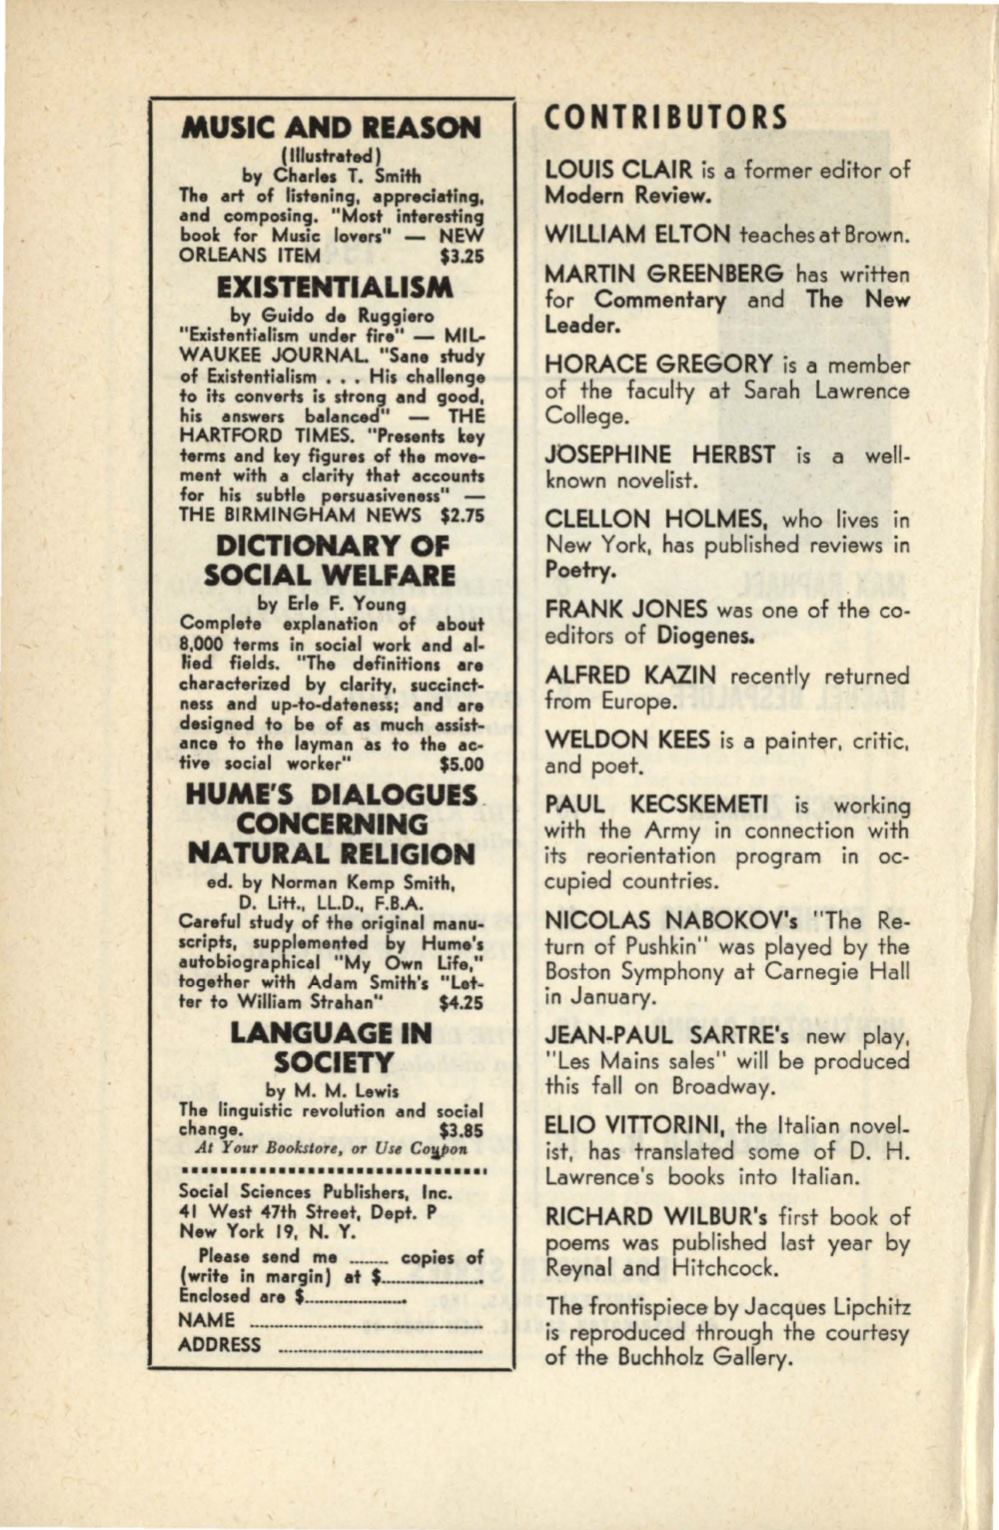 MUSIC AND REASON
(Illustrated)
by Charles T. Smith
The art of listening, appreciating,
and composing. "Most interesting
book for Music lovers" — NEW
ORLEANS ITEM $3.25
EXISTENTIALISM
by Guido de Ruggiero
"Existentialism under fire" — MIL-
WAUKEE JOURNAL. "Sane study
of Existentialism . . . His challenge
to its converts is strong and good,
his answers balanced" — THE
HARTFORD TIMES. "Presents key
terms and key figures of the move-
ment with a clarity that accounts
for his subtle persuasiveness" —
THE BIRMINGHAM NEWS $2.75
DICTIONARY OF
SOCIAL WELFARE
by Erle F. Young
Complete explanation of about
8,000 terms in social work and al-
lied fields. "The definitions are
characterized by clarity, succinct-
ness and up-to-dateness; and are
designed to be of as much assist-
ance to the layman as to the ac-
tive social worker" $5.00
HUME'S DIALOGUES
CONCERNING
NATURAL RELIGION
ed. by Norman Kemp Smith,
D. Litt., LL.D., F.B.A.
Careful study of the original manu-
scripts, supplemented by Hume's
autobiographical "My Own Life,"
together with Adam Smith's "Let-
ter to William Strahan" $4.25
LANGUAGE IN
SOCIETY
by M. M. Lewis
The linguistic revolution and social
change. $3.85
At Your Bookstore, or Use Coupon
Social Sciences Publishers, Inc.
41 West 47th Street, Dept. P
New York 19, N. Y.
Please send me ........ copies of
(write in margin) at $....................
Enclosed are $....................
NAME
ADDRESS
CONTRIBUTORS
LOUIS CLAIR is a former editor of
Modern Review.
WILLIAM ELTON teaches at Brown.
MARTIN GREENBERG has written
for Commentary and The New
Leader.
HORACE GREGORY is a member
of the faculty at Sarah Lawrence
College.
JOSEPHINE HERBST is a well-
known novelist.
CLELLON HOLMES, who lives in
New York, has published reviews in
Poetry.
FRANK JONES was one of the co-
editors of Diogenes.
ALFRED KAZIN recently returned
from Europe.
WELDON KEES is a painter, critic,
and poet.
PAUL KECSKEMETI is working
with the Army in connection with
its reorientation program in oc-
cupied countries.
NICOLAS NABOKOV's "The Re-
turn of Pushkin" was played by the
Boston Symphony at Carnegie Hall
in January.
JEAN-PAUL SARTRE's new play,
"Les Mains sales" will be produced
this fall on Broadway.
ELIO VITTORINI, the Italian novel-
ist, has translated some of D. H.
Lawrence's books into Italian.
RICHARD WILBUR's first book of
poems was published last year by
Reynal and Hitchcock.
The frontispiece by Jacques Lipchitz
is reproduced through the courtesy
of the Buchholz Gallery.